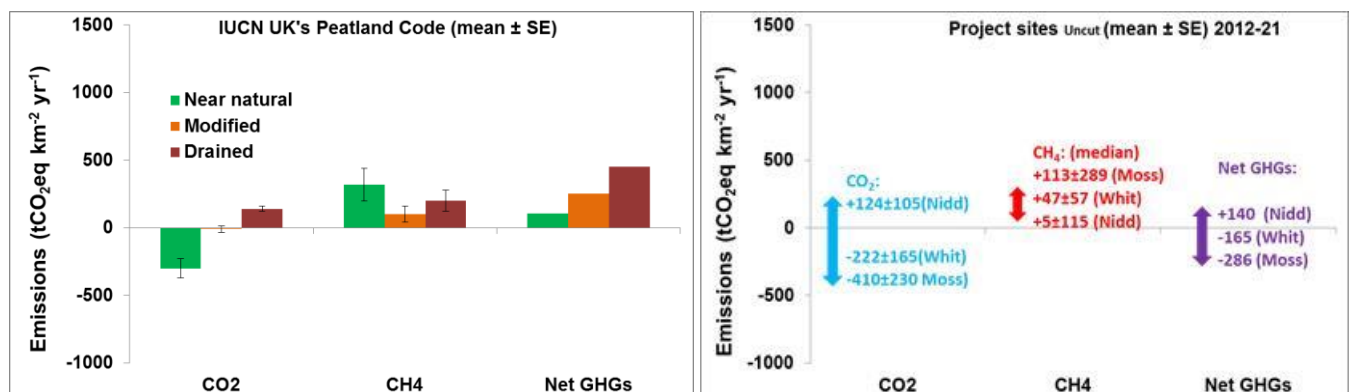 IUCN UK's Peatland Code (mean ± SE)
Emissions (tCO₂eq km⁻² yr⁻¹)
1500
1000
500
0
-500
-1000
Near natural
Modified
Drained
CO2 CH4 Net GHGs
Project sites Uncut (mean ± SE) 2012-21
Emissions (tCO₂eq km⁻² yr⁻¹)
1500
1000
500
0
-500
-1000
CO₂:
+124±105(Nidd)
-222±165(Whit)
-410±230 Moss)
CH₄: (median)
+113±289 (Moss)
+47±57 (Whit)
+5±115 (Nidd)
Net GHGs:
+140 (Nidd)
-165 (Whit)
-286 (Moss)
CO2 CH4 Net GHGs